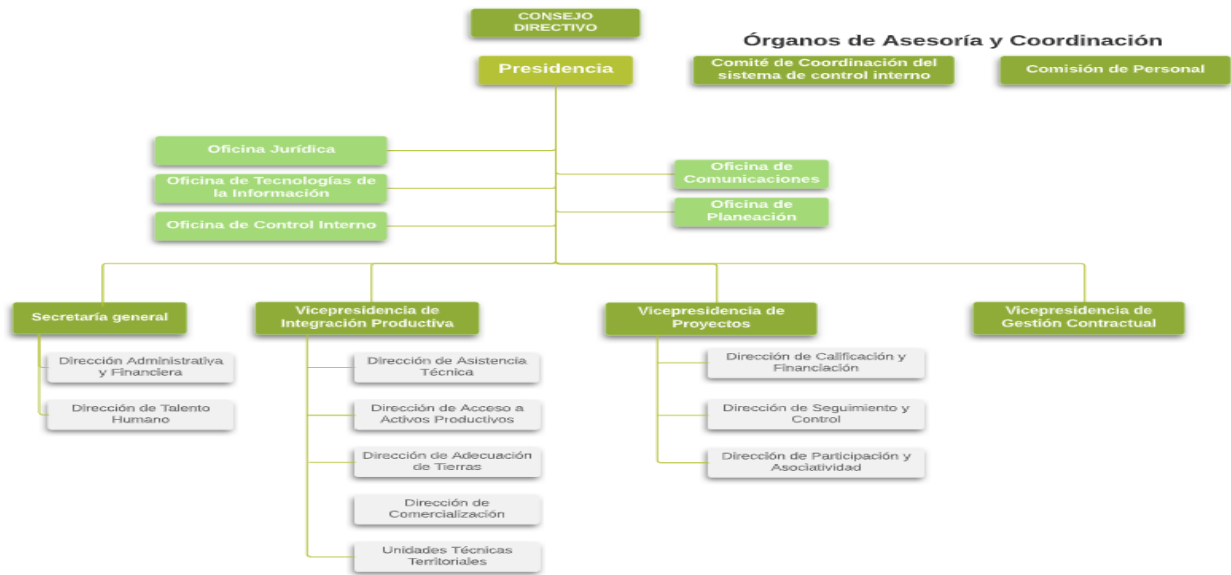 CONSEJO
DIRECTIVO
Órganos de Asesoría y Coordinación
Presidencia
Comité de Coordinación del
sistema de control interno
Comisión de Personal
Oficina Jurídica
Oficina de Tecnologías de
la Información
Oficina de Control Interno
Oficina de
Comunicaciones
Oficina de
Planeación
Secretaría general
Vicepresidencia de
Integración Productiva
Vicepresidencia de
Proyectos
Vicepresidencia de
Gestión Contractual
Dirección Administrativa
y Financiera
Dirección de Talento
Humano
Dirección de Asistencia
Técnica
Dirección de Acceso a
Activos Productivos
Dirección de Adecuación
de Tierras
Dirección de
Comercialización
Unidades Técnicas
Territoriales
Dirección de Calificación y
Financiación
Dirección de Seguimiento y
Control
Dirección de Participación y
Asociatividad